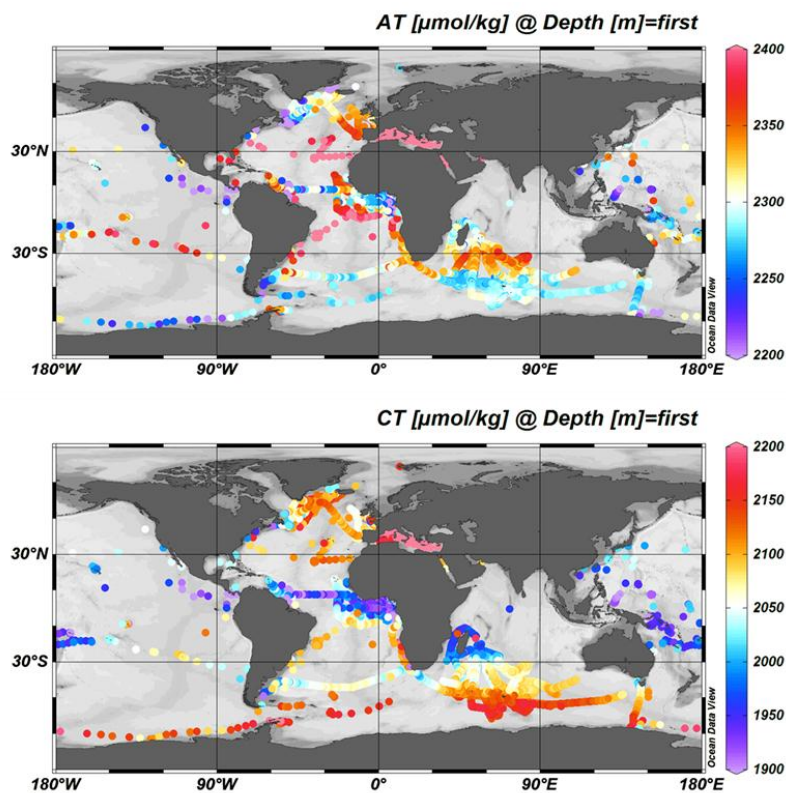 AT [µmol/kg] @ Depth [m]=first
2400
2350
30°N
2300
30°S
2250
Ocean Data View
2200
180°W 90°W 0° 90°E 180°E
CT [µmol/kg] @ Depth [m]=first
2200
2150
30°N
2100
2050
30°S
2000
1950
Ocean Data View
1900
180°W 90°W 0° 90°E 180°E